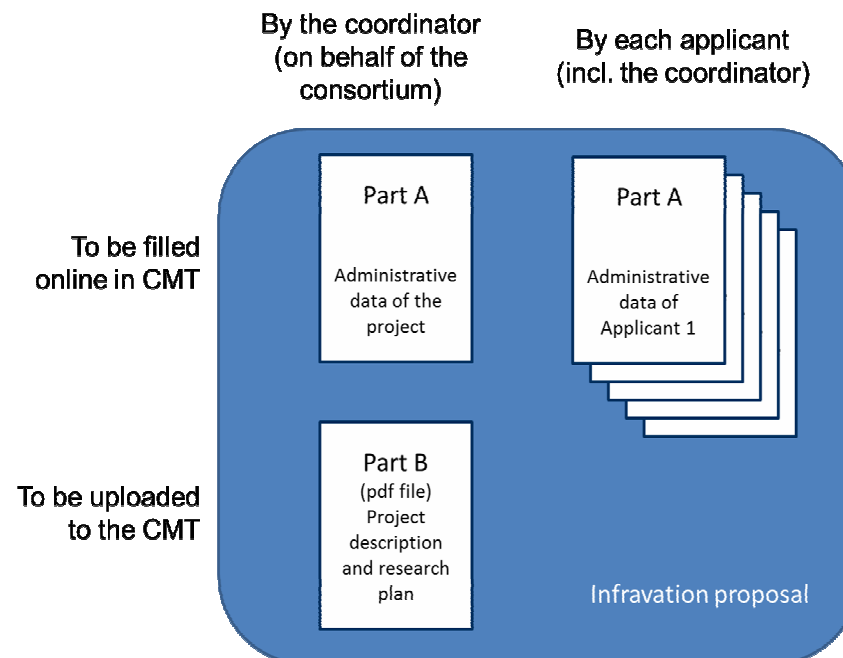 By the coordinator
(on behalf of the
consortium)
By each applicant
(incl. the coordinator)
To be filled
online in CMT
Part A
Administrative
data of the
project
Part A
Administrative
data of
Applicant 1
To be uploaded
to the CMT
Part B
(pdf file)
Project
description
and research
plan
Infravation proposal